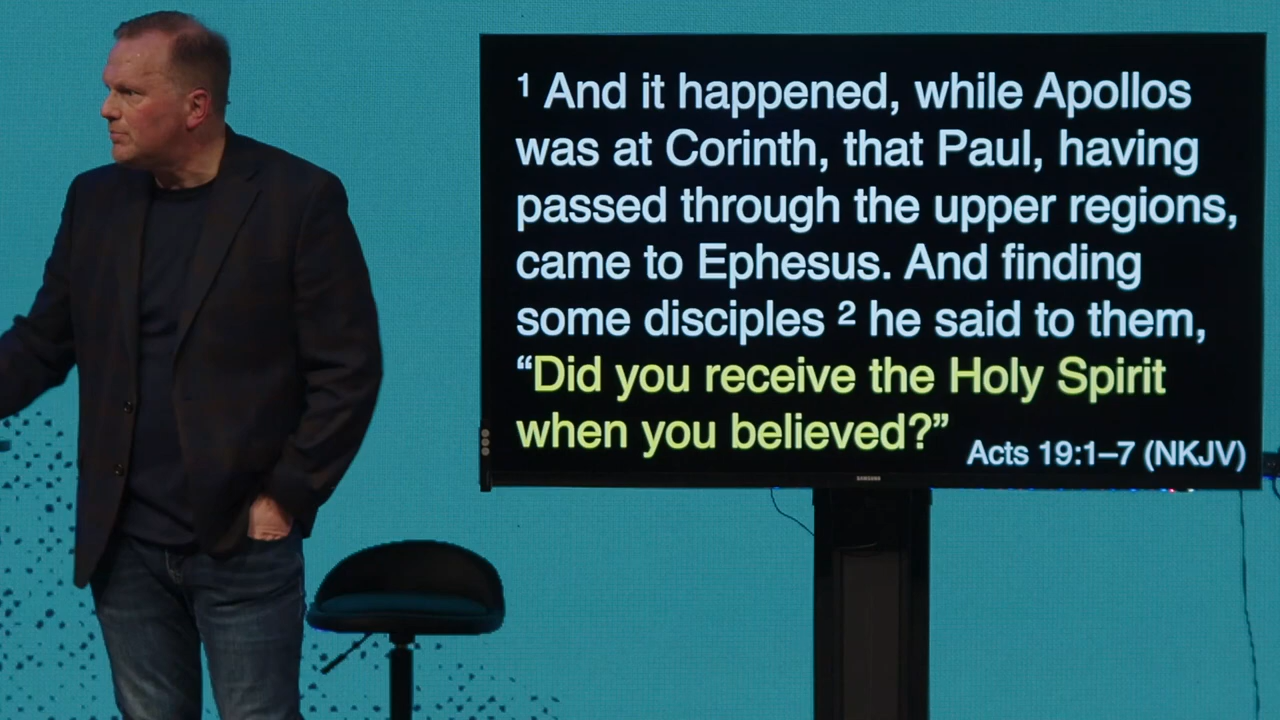 ¹ And it happened, while Apollos
was at Corinth, that Paul, having
passed through the upper regions,
came to Ephesus. And finding
some disciples ² he said to them,
“Did you receive the Holy Spirit
when you believed?”
Acts 19:1–7 (NKJV)
SAMSUNG